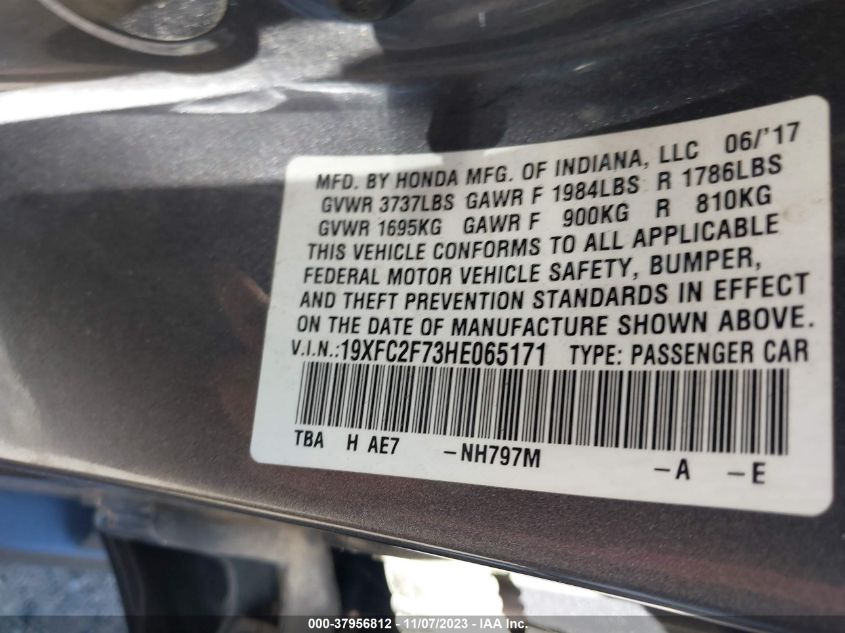 MFD. BY HONDA MFG. OF INDIANA, LLC 06/'17
GVWR 3737LBS GAWR F 1984LBS R 1786LBS
GVWR 1695KG GAWR F 900KG R 810KG
THIS VEHICLE CONFORMS TO ALL APPLICABLE
FEDERAL MOTOR VEHICLE SAFETY, BUMPER,
AND THEFT PREVENTION STANDARDS IN EFFECT
ON THE DATE OF MANUFACTURE SHOWN ABOVE.
V.I.N.:19XFC2F73HE065171 TYPE: PASSENGER CAR
TBA H AE7 -NH797M -A -E
000-37956812 - 11/07/2023 - IAAI.COM